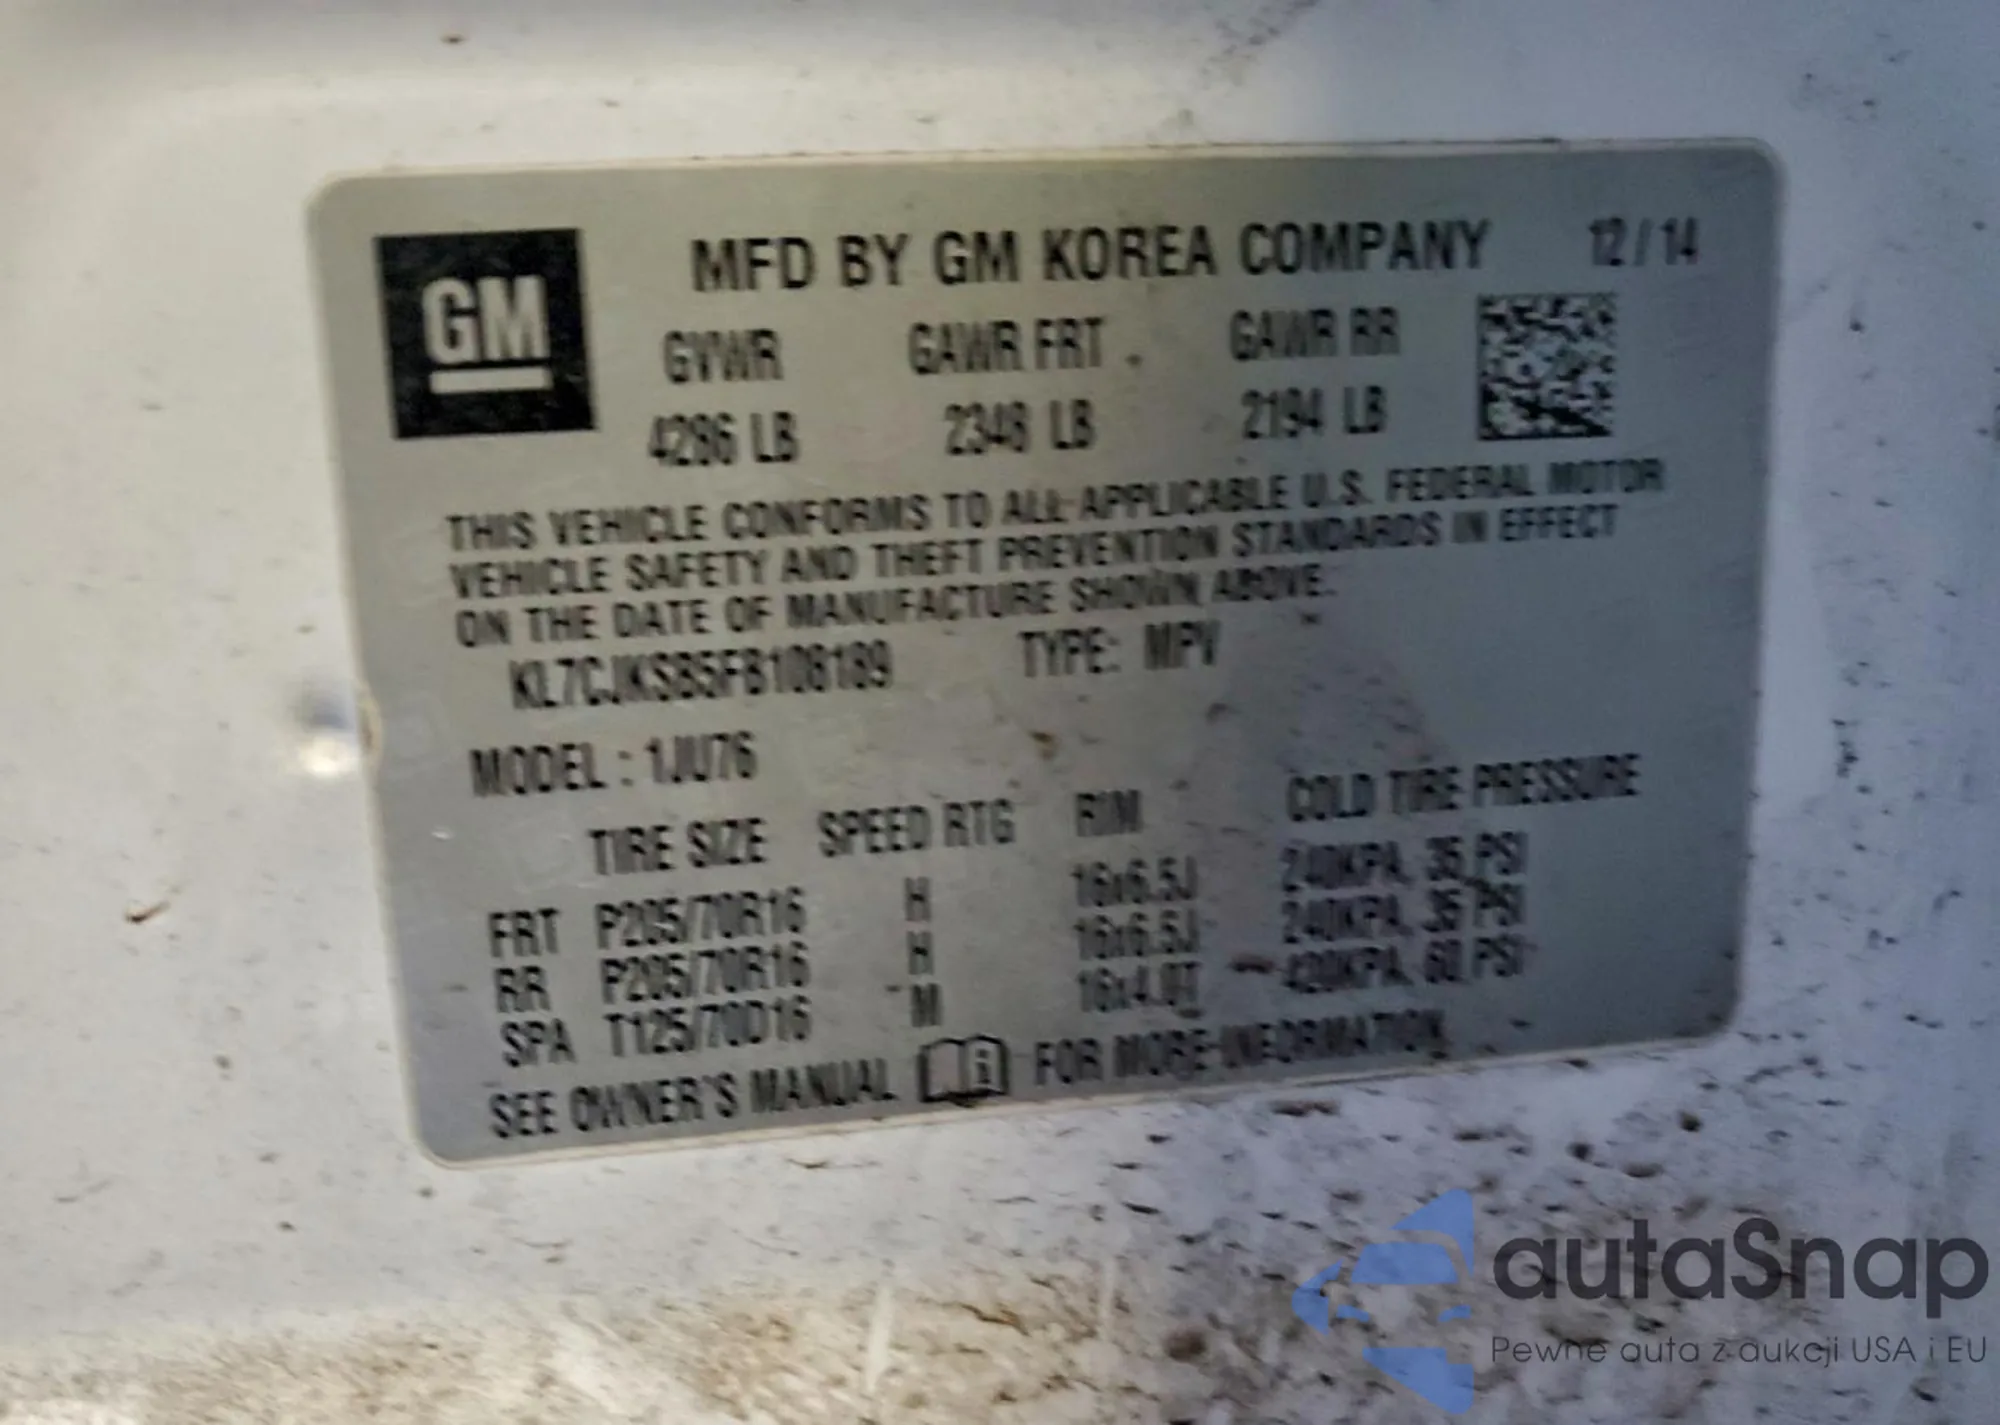 GM
MFD BY GM KOREA COMPANY 12/14
GVWR GAWR FRT GAWR RR
4286 LB 2348 LB 2194 LB
THIS VEHICLE CONFORMS TO ALL APPLICABLE U.S. FEDERAL MOTOR
VEHICLE SAFETY AND THEFT PREVENTION STANDARDS IN EFFECT
ON THE DATE OF MANUFACTURE SHOWN ABOVE.
KL7CJKSB5FB108189 TYPE: MPV
MODEL : 1JU76
TIRE SIZE SPEED RTG RIM COLD TIRE PRESSURE
FRT P205/70R16 H 16x6.5J 240KPA, 35 PSI
RR P205/70R16 H 16x6.5J 240KPA, 35 PSI
SPA T125/70D16 M 16x4.0T 420KPA, 60 PSI
SEE OWNER'S MANUAL FOR MORE INFORMATION
autaSnap
Pewne auta z aukcji USA i EU